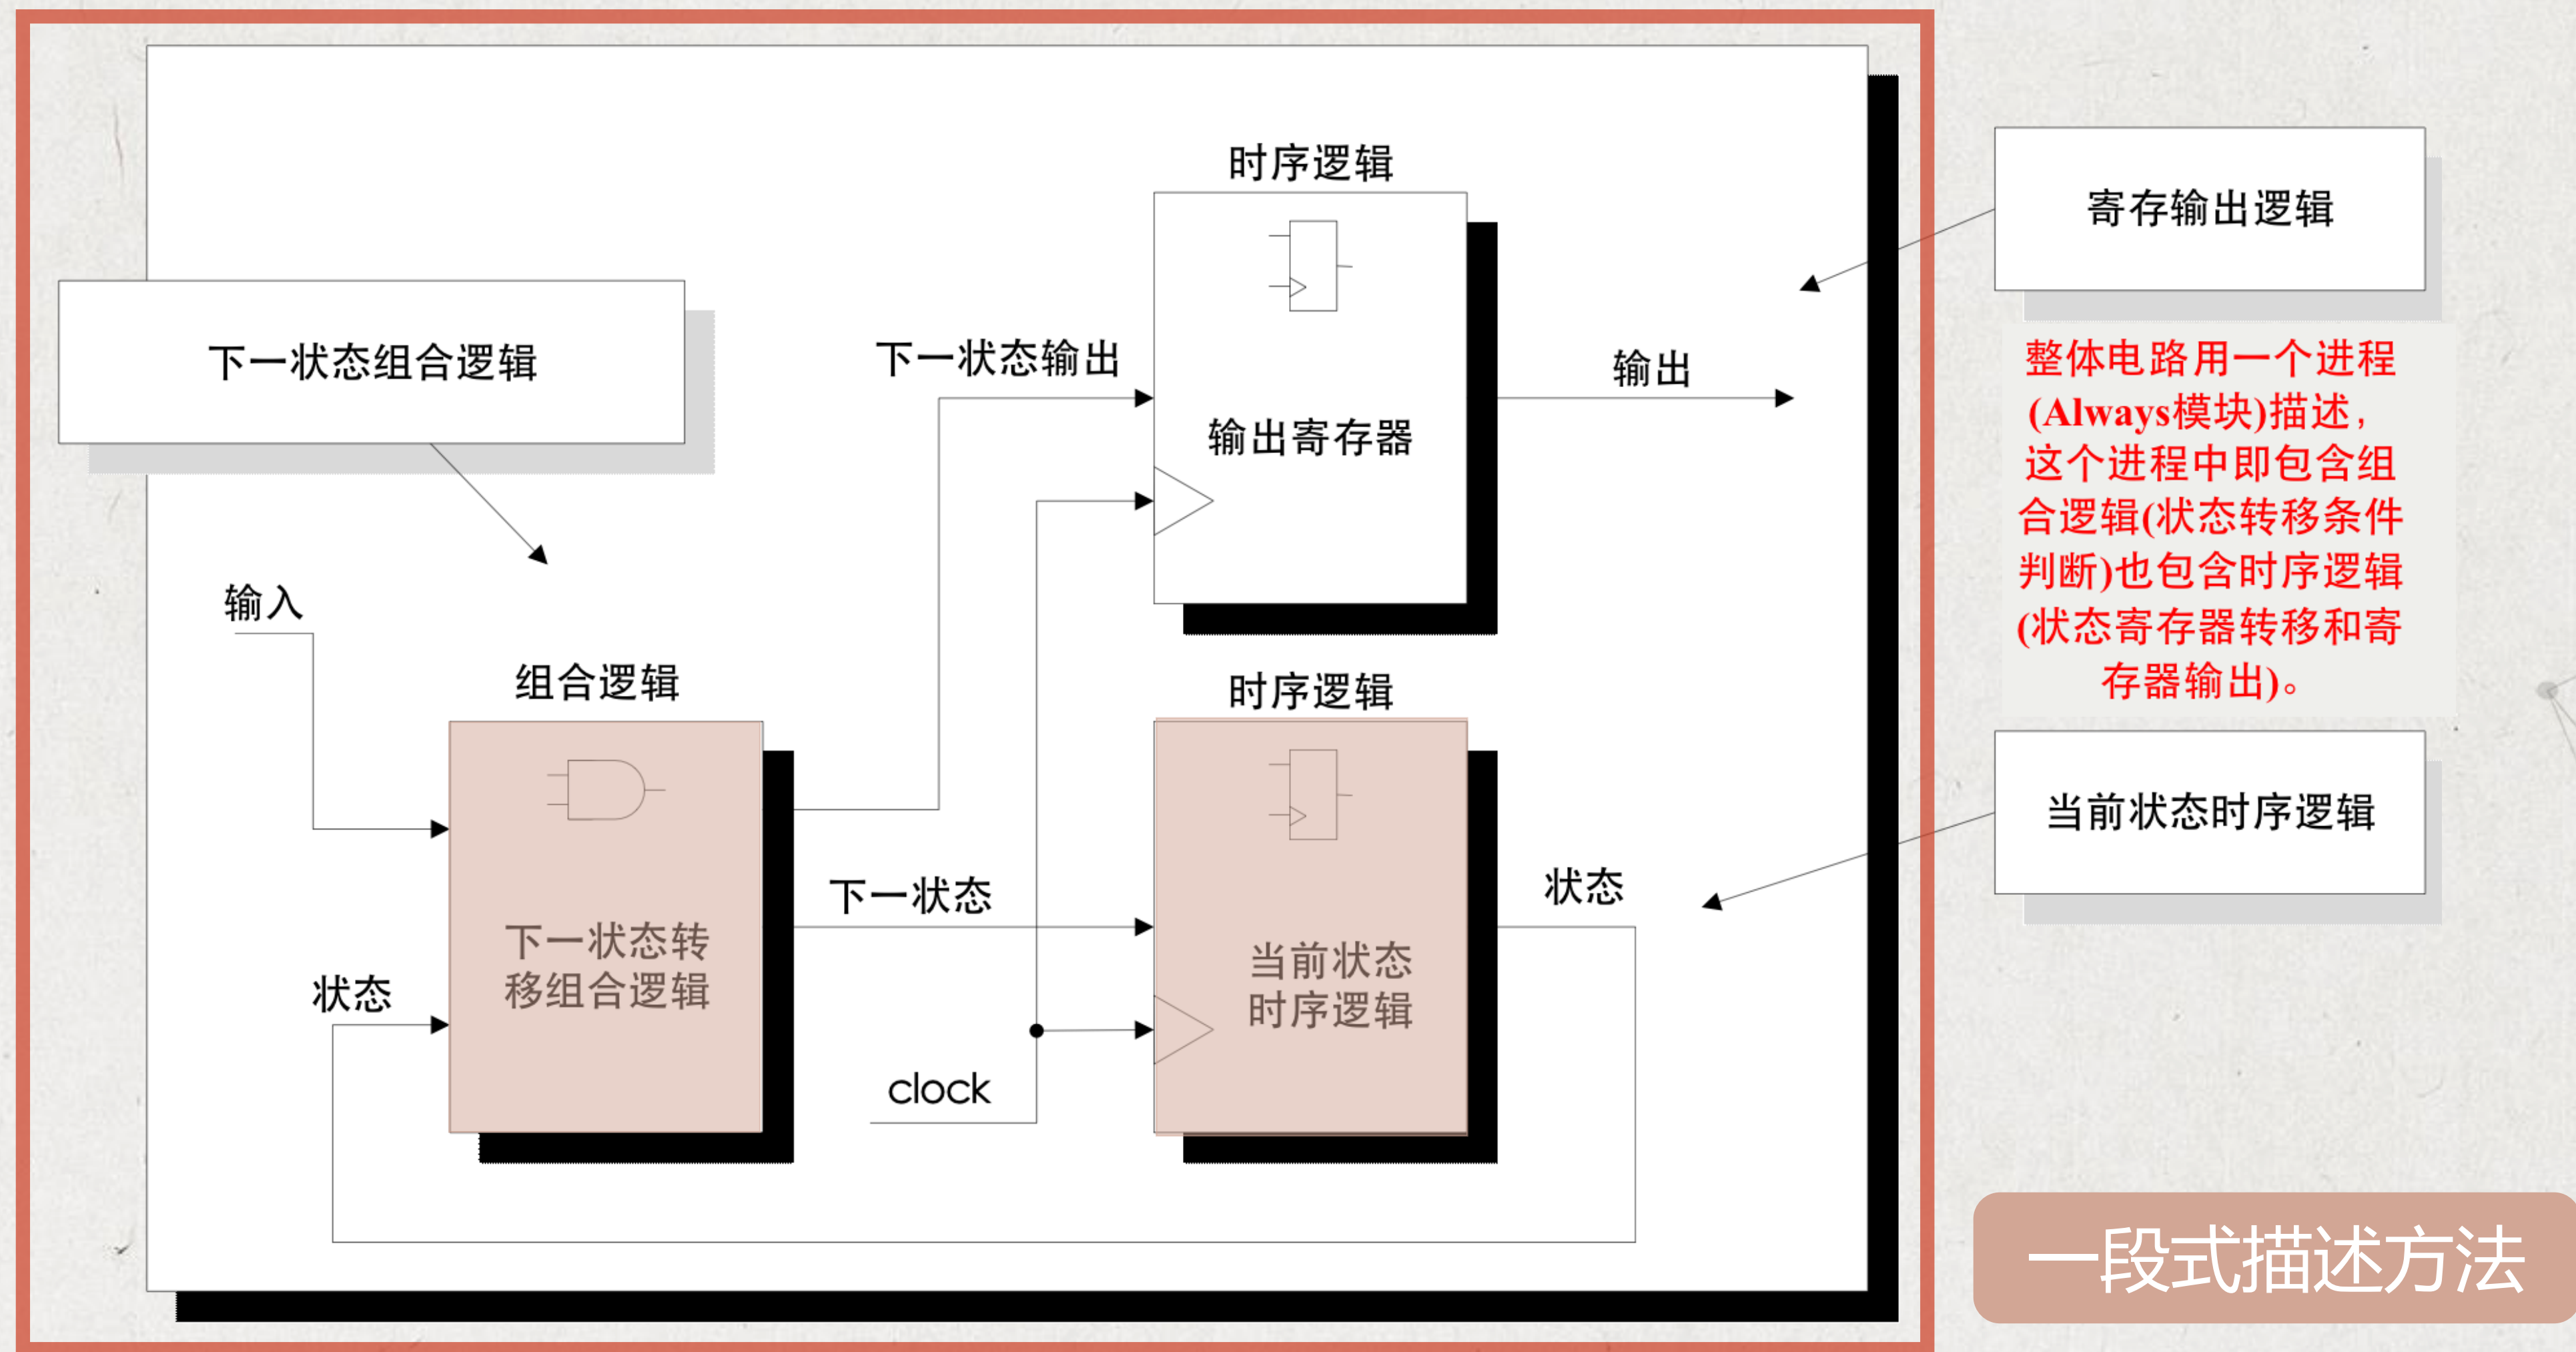 时序逻辑
寄存输出逻辑
下一状态组合逻辑
下一状态输出
输出
输出寄存器
整体电路用一个进程
(Always模块)描述，
这个进程中即包含组
合逻辑(状态转移条件
判断)也包含时序逻辑
(状态寄存器转移和寄
存器输出)。
输入
组合逻辑
时序逻辑
当前状态时序逻辑
下一状态
状态
下一状态转
移组合逻辑
当前状态
时序逻辑
状态
clock
一段式描述方法